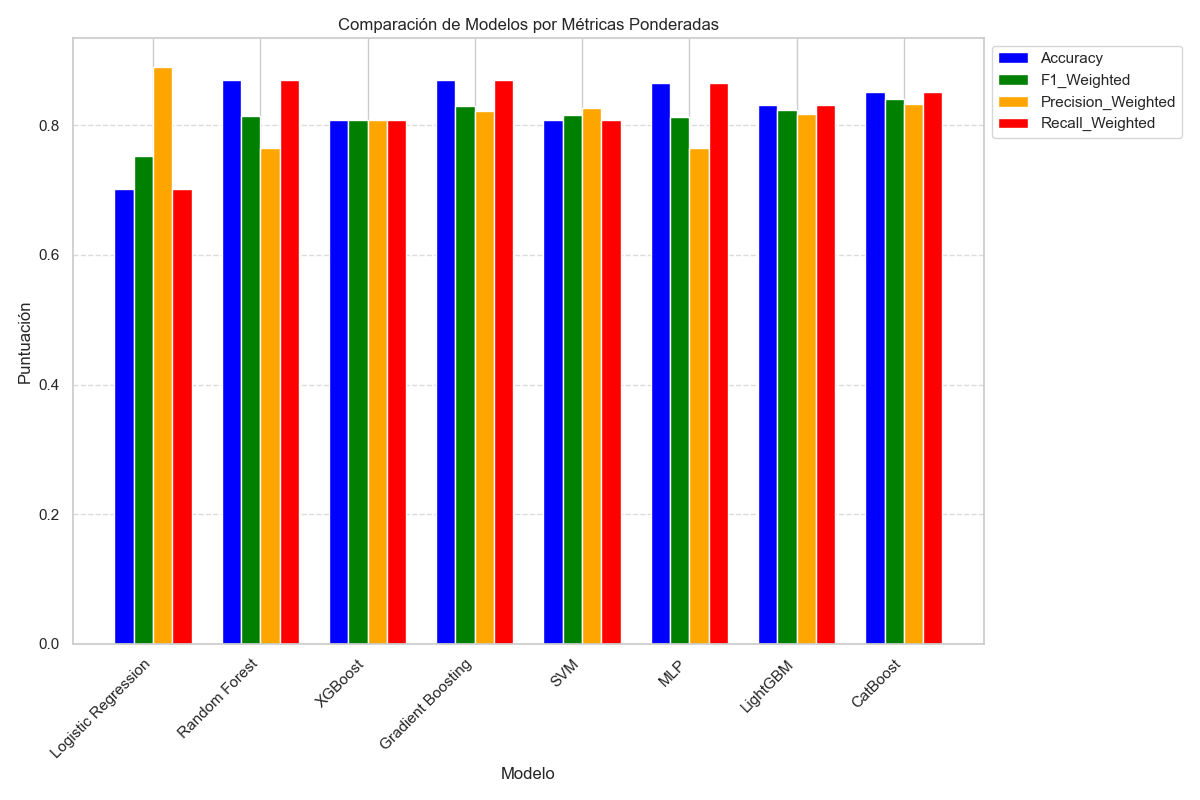 Comparación de Modelos por Métricas Ponderadas
Accuracy
F1_Weighted
Precision_Weighted
Recall_Weighted
Puntuación
0.8
0.6
0.4
0.2
0.0
Logistic Regression
Random Forest
XGBoost
Gradient Boosting
SVM
MLP
LightGBM
CatBoost
Modelo